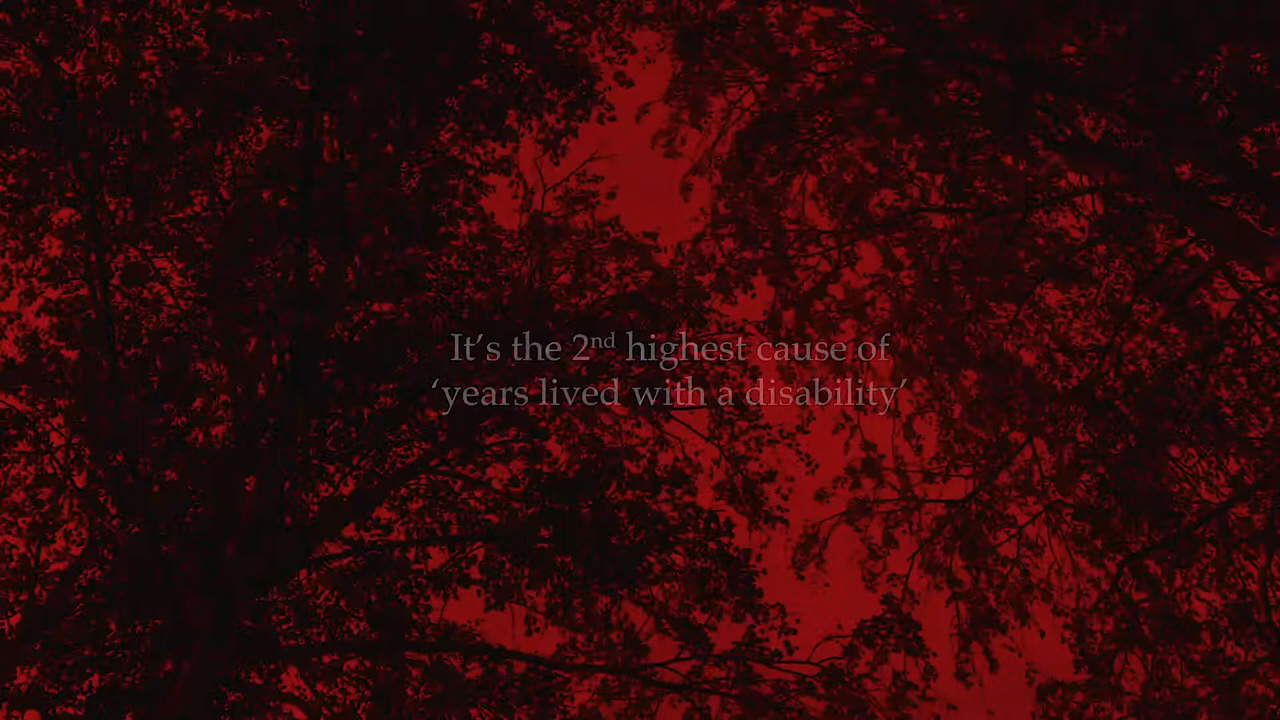 It’s the 2nd highest cause of
‘years lived with a disability’